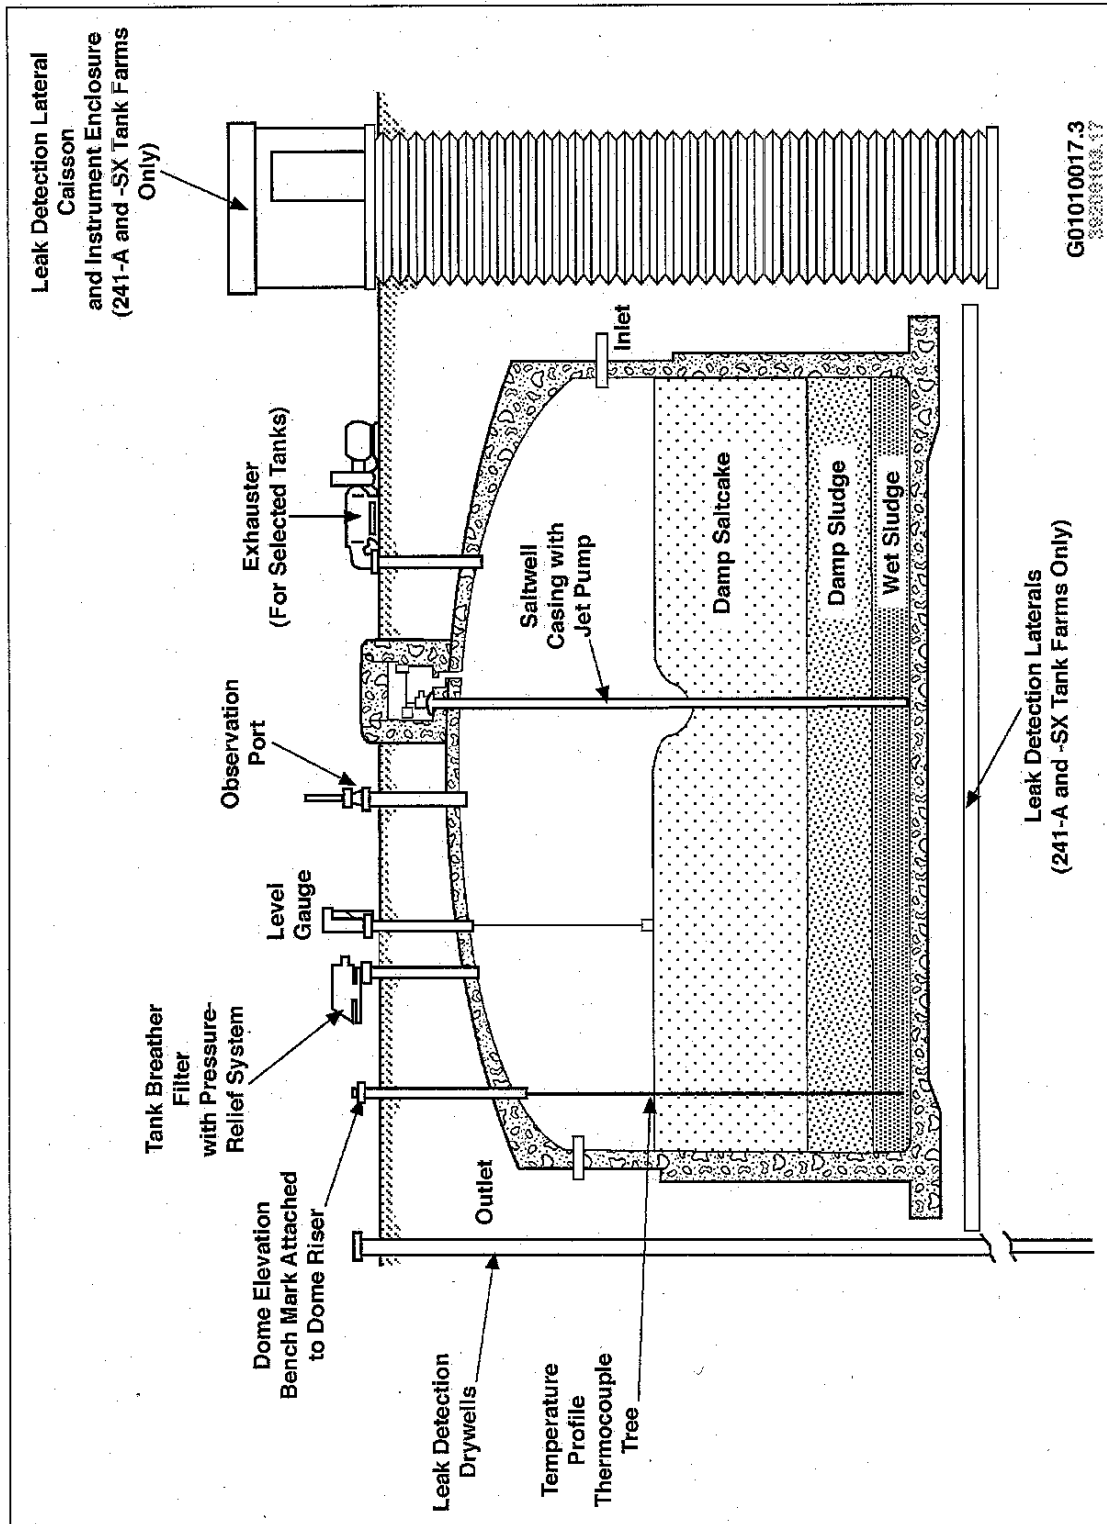 Leak Detection Lateral
Caisson
and Instrument Enclosure
(241-A and -SX Tank Farms
Only)
Exhauster
(For Selected Tanks)
Observation
Port
Level
Gauge
Tank Breather
Filter
with Pressure-
Relief System
Dome Elevation
Bench Mark Attached
to Dome Riser
Leak Detection
Drywells
Temperature
Profile
Thermocouple
Tree
Outlet
Inlet
Saltwell
Casing with
Jet Pump
Damp Saltcake
Damp Sludge
Wet Sludge
Leak Detection Laterals
(241-A and -SX Tank Farms Only)
G01010017.3